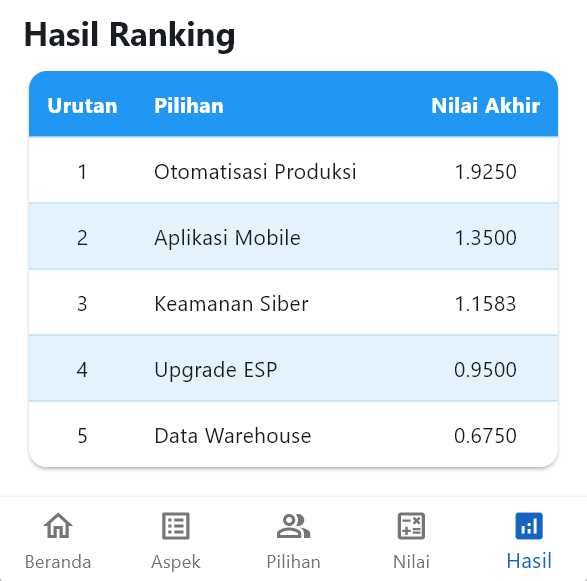 Hasil Ranking
Urutan Pilihan Nilai Akhir
1 Otomatisasi Produksi 1.9250
2 Aplikasi Mobile 1.3500
3 Keamanan Siber 1.1583
4 Upgrade ESP 0.9500
5 Data Warehouse 0.6750
Beranda Aspek Pilihan Nilai Hasil